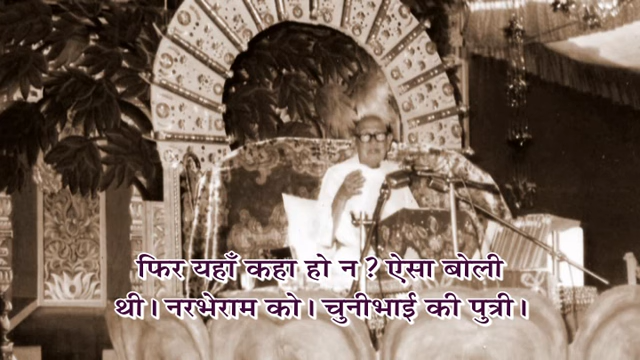 फिर यहाँ कहा हो न ? ऐसा बोली
थी । नरभेराम को । चुनीभाई की पुत्री ।